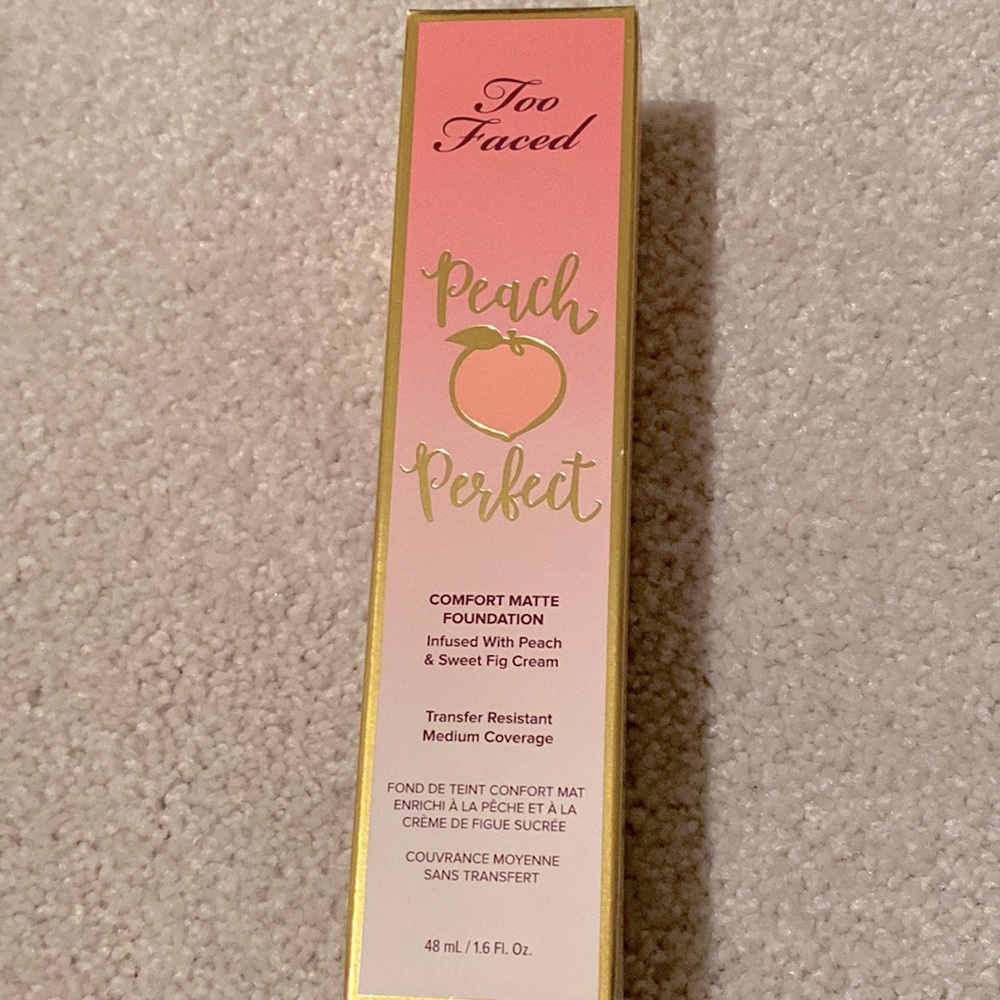 Too
Faced
Peach
Perfect
COMFORT MATTE
FOUNDATION
Infused With Peach
& Sweet Fig Cream
Transfer Resistant
Medium Coverage
FOND DE TEINT CONFORT MAT
ENRICHI À LA PÊCHE ET À LA
CRÈME DE FIGUE SUCRÉE
COUVRANCE MOYENNE
SANS TRANSFERT
48 mL / 1.6 Fl. Oz.